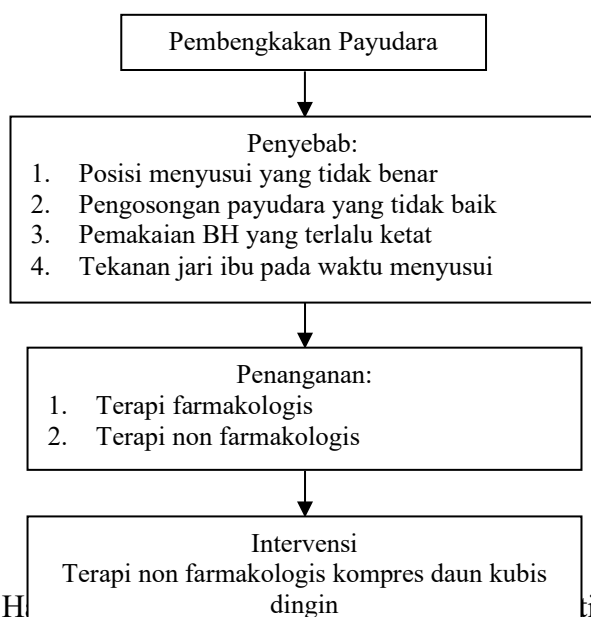 Pembengkakan Payudara
Penyebab:
1. Posisi menyusui yang tidak benar
2. Pengosongan payudara yang tidak baik
3. Pemakaian BH yang terlalu ketat
4. Tekanan jari ibu pada waktu menyusui
Penanganan:
1. Terapi farmakologis
2. Terapi non farmakologis
Intervensi
Terapi non farmakologis kompres daun kubis
dingin